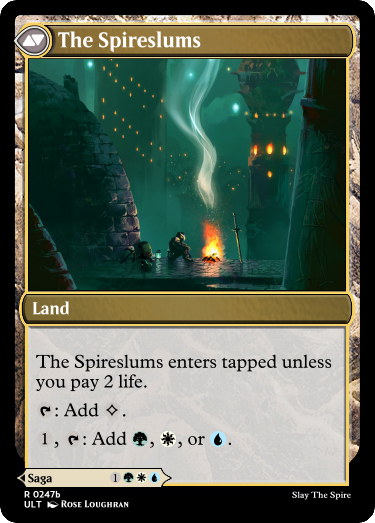 The Spireslums
Land
The Spireslums enters tapped unless
you pay 2 life.
: Add .
1 , : Add , , or .
Saga 1
R 0247b
ULT Rose Loughran
Slay The Spire